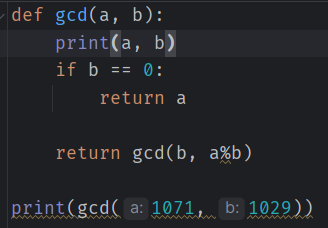 def gcd(a, b):
    print(a, b)
    if b == 0:
        return a

    return gcd(b, a%b)

print(gcd( a: 1071,  b: 1029))